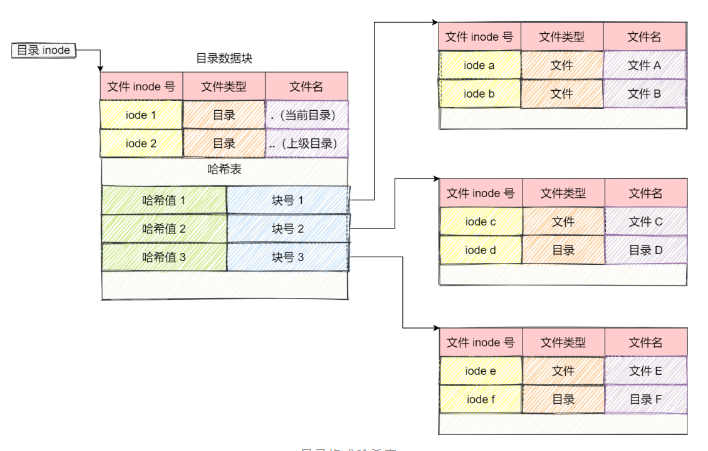 目录 inode
目录数据块
文件 inode 号 文件类型 文件名
iode 1 目录 . (当前目录)
iode 2 目录 .. (上级目录)
哈希表
哈希值 1 块号 1
哈希值 2 块号 2
哈希值 3 块号 3
文件 inode 号 文件类型 文件名
iode a 文件 文件 A
iode b 文件 文件 B
文件 inode 号 文件类型 文件名
iode c 文件 文件 C
iode d 目录 目录 D
文件 inode 号 文件类型 文件名
iode e 文件 文件 E
iode f 目录 目录 F